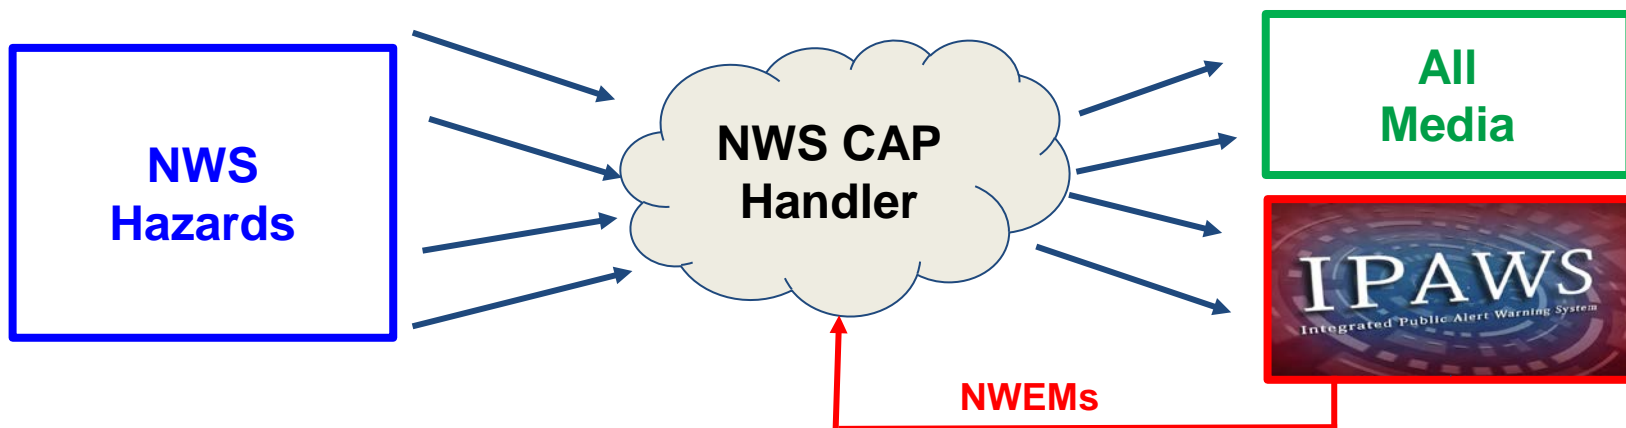 NWS
Hazards
NWS CAP
Handler
All
Media
IPAWS
Integrated Public Alert Warning System
NWEMs